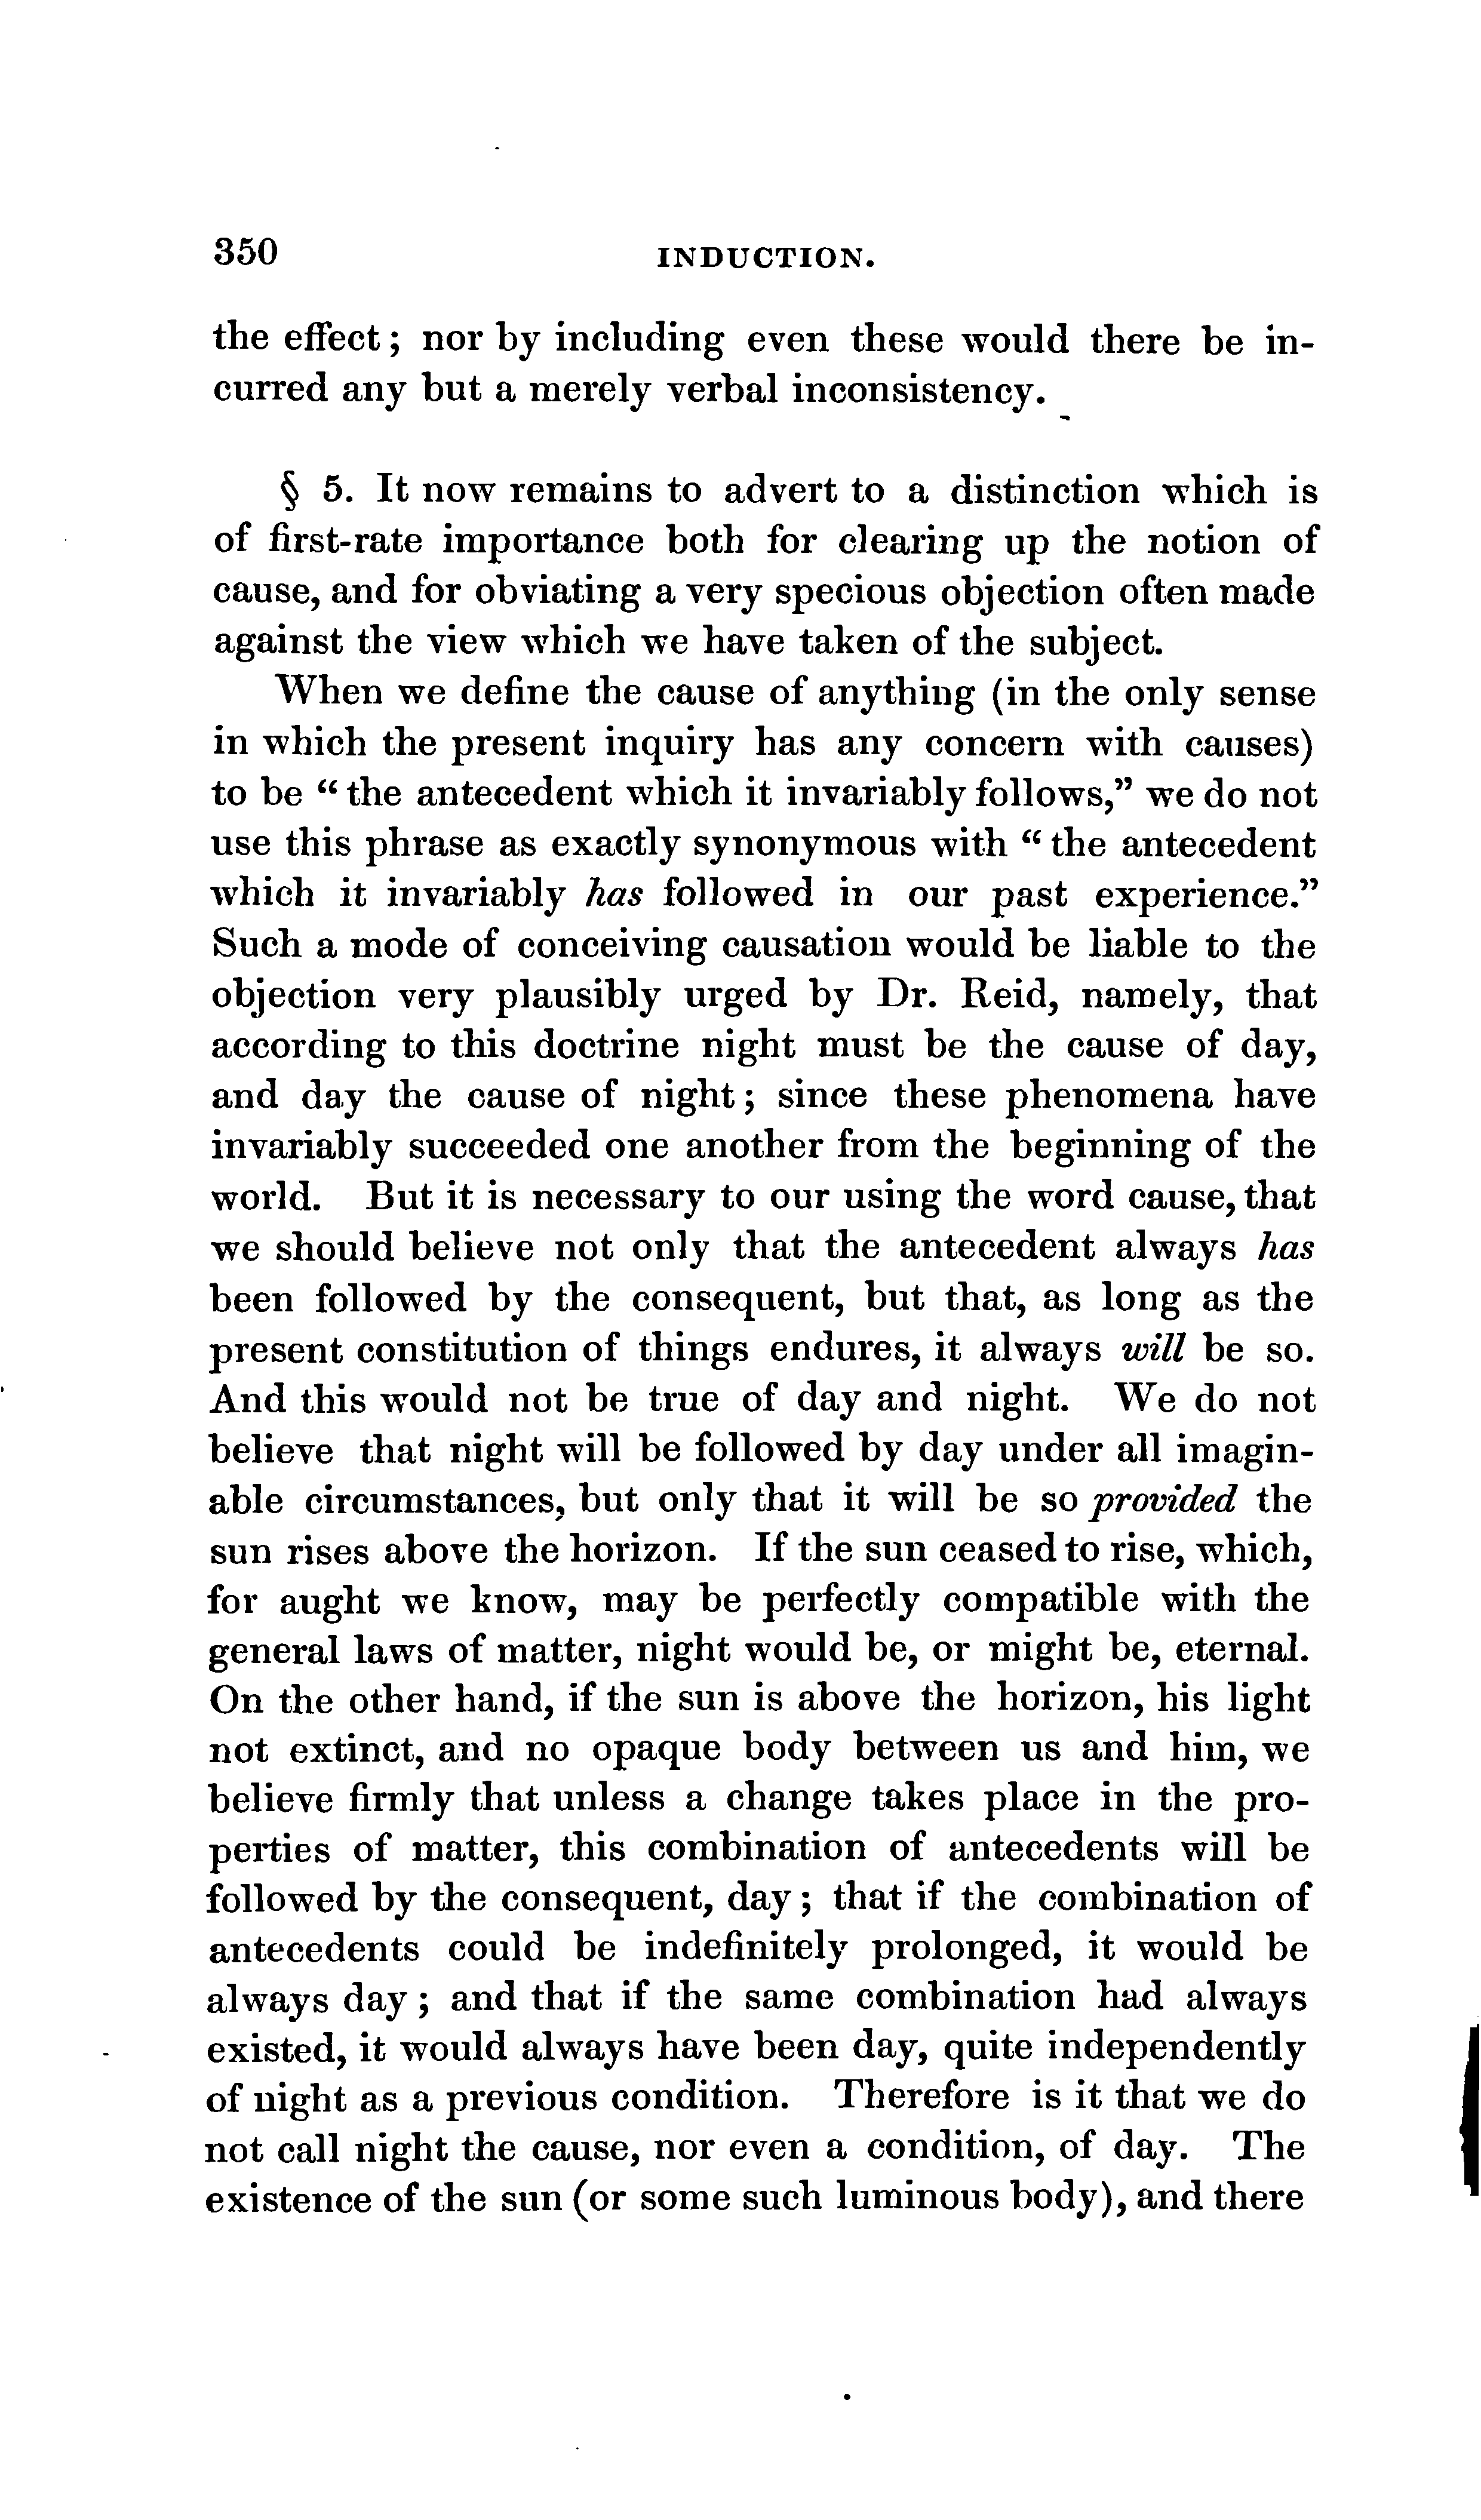 350 INDUCTION.
the effect; nor by including even these would there be in-
curred any but a merely verbal inconsistency.
§ 5. It now remains to advert to a distinction which is
of first-rate importance both for clearing up the notion of
cause, and for obviating a very specious objection often made
against the view which we have taken of the subject.
When we define the cause of anything (in the only sense
in which the present inquiry has any concern with causes)
to be “the antecedent which it invariably follows,” we do not
use this phrase as exactly synonymous with “the antecedent
which it invariably has followed in our past experience.”
Such a mode of conceiving causation would be liable to the
objection very plausibly urged by Dr. Reid, namely, that
according to this doctrine night must be the cause of day,
and day the cause of night; since these phenomena have
invariably succeeded one another from the beginning of the
world. But it is necessary to our using the word cause, that
we should believe not only that the antecedent always has
been followed by the consequent, but that, as long as the
present constitution of things endures, it always will be so.
And this would not be true of day and night. We do not
believe that night will be followed by day under all imagin-
able circumstances, but only that it will be so provided the
sun rises above the horizon. If the sun ceased to rise, which,
for aught we know, may be perfectly compatible with the
general laws of matter, night would be, or might be, eternal.
On the other hand, if the sun is above the horizon, his light
not extinct, and no opaque body between us and him, we
believe firmly that unless a change takes place in the pro-
perties of matter, this combination of antecedents will be
followed by the consequent, day; that if the combination of
antecedents could be indefinitely prolonged, it would be
always day; and that if the same combination had always
existed, it would always have been day, quite independently
of night as a previous condition. Therefore is it that we do
not call night the cause, nor even a condition, of day. The
existence of the sun (or some such luminous body), and there